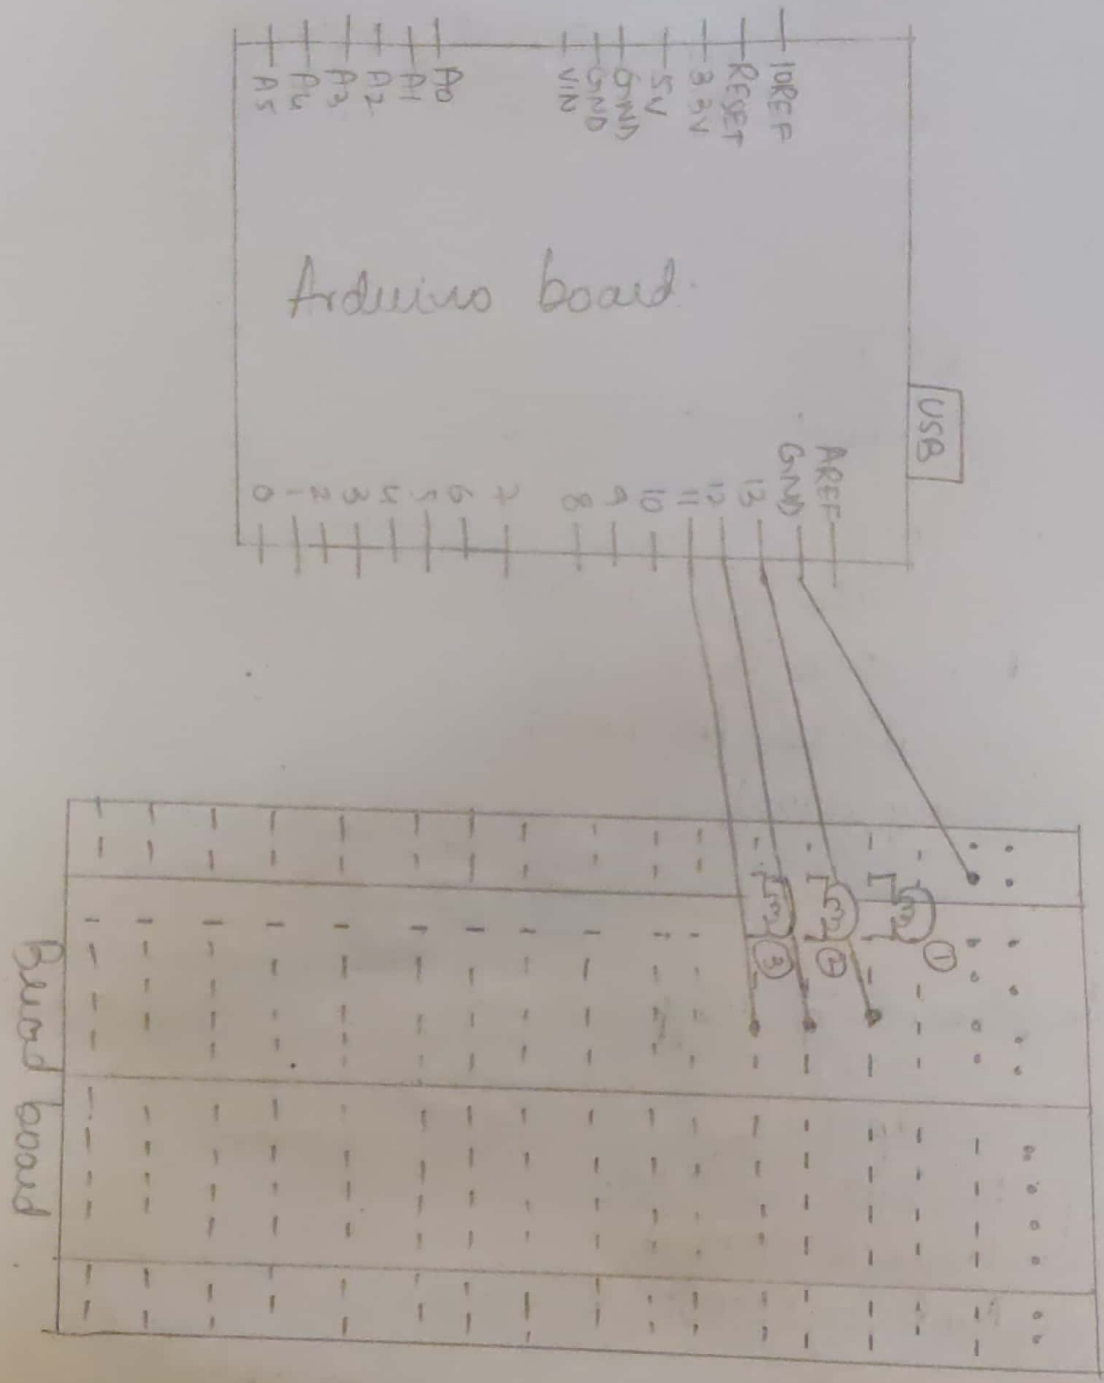 IOREF
RESET
3.3V
5V
GND
GND
VIN
A0
A1
A2
A3
A4
A5
Arduino board
USB
AREF
GND
13
12
11
10
9
8
7
6
5
4
3
2
1
0
1
2
3
Bread board